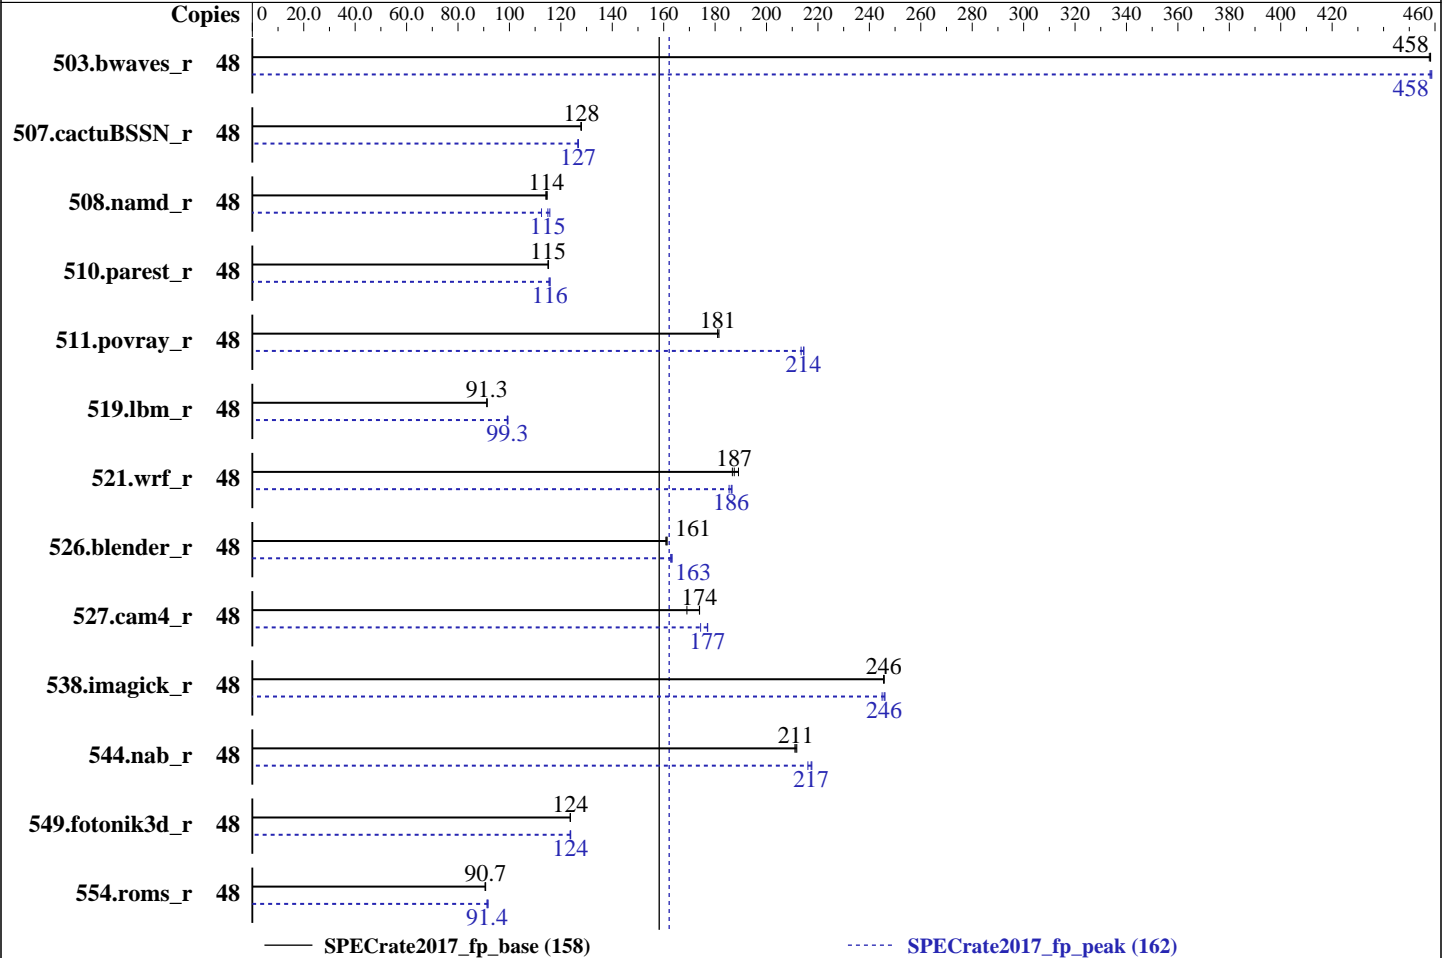 Copies 0 20.0 40.0 60.0 80.0 100 120 140 160 180 200 220 240 260 280 300 320 340 360 380 400 420 460
458
503.bwaves_r 48
458
128
507.cactuBSSN_r 48
127
114
508.namd_r 48
115
115
510.parest_r 48
116
181
511.povray_r 48
214
91.3
519.lbm_r 48
99.3
187
521.wrf_r 48
186
161
526.blender_r 48
163
174
527.cam4_r 48
177
246
538.imagick_r 48
246
211
544.nab_r 48
217
124
549.fotonik3d_r 48
124
90.7
554.roms_r 48
91.4
SPECrate2017_fp_base (158) SPECrate2017_fp_peak (162)